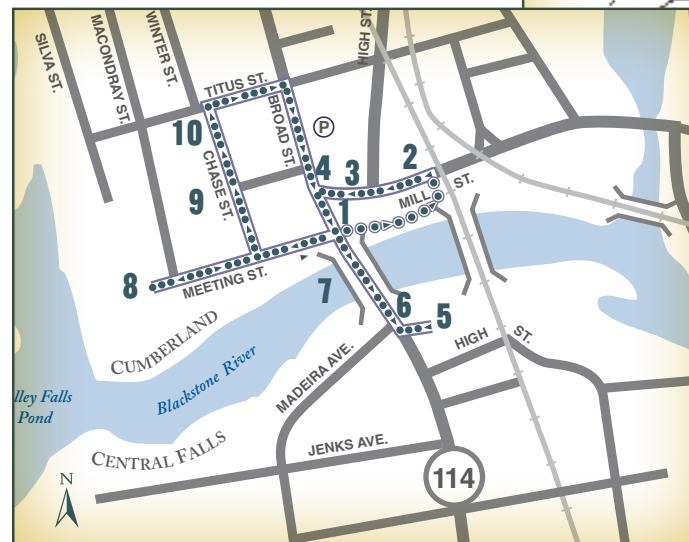 SILVA ST.
MACONDRAY ST.
WINTER ST.
HIGH ST.
TITUS ST.
BROAD ST.
P
10
CHASE ST.
9
4
3
2
MILL ST.
1
8
MEETING ST.
7
6
5
CUMBERLAND
Blackstone River
lley Falls
Pond
MADEIRA AVE.
HIGH ST.
CENTRAL FALLS
JENKS AVE.
114
N